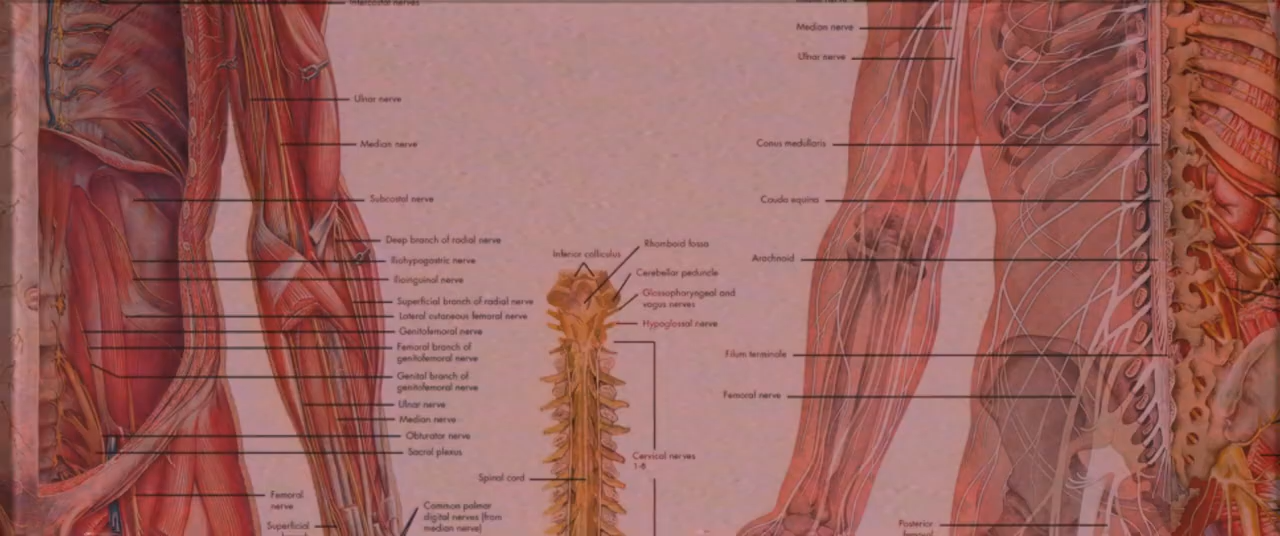 Intercostal nerves
Ulnar nerve
Median nerve
Subcostal nerve
Deep branch of radial nerve
Iliohypogastric nerve
Ilioinguinal nerve
Superficial branch of radial nerve
Lateral cutaneous femoral nerve
Genitofemoral nerve
Femoral branch of
genitofemoral nerve
Genital branch of
genitofemoral nerve
Ulnar nerve
Median nerve
Obturator nerve
Sacral plexus
Femoral
nerve
Superficial
Common palmar
digital nerves (from
median nerve)
Inferior colliculus
Rhomboid fossa
Cerebellar peduncle
Glossopharyngeal and
vagus nerves
Hypoglossal nerve
Cervical nerves
1-8
Spinal cord
Median nerve
Ulnar nerve
Conus medullaris
Cauda equina
Arachnoid
Filum terminale
Femoral nerve
Posterior
femoral